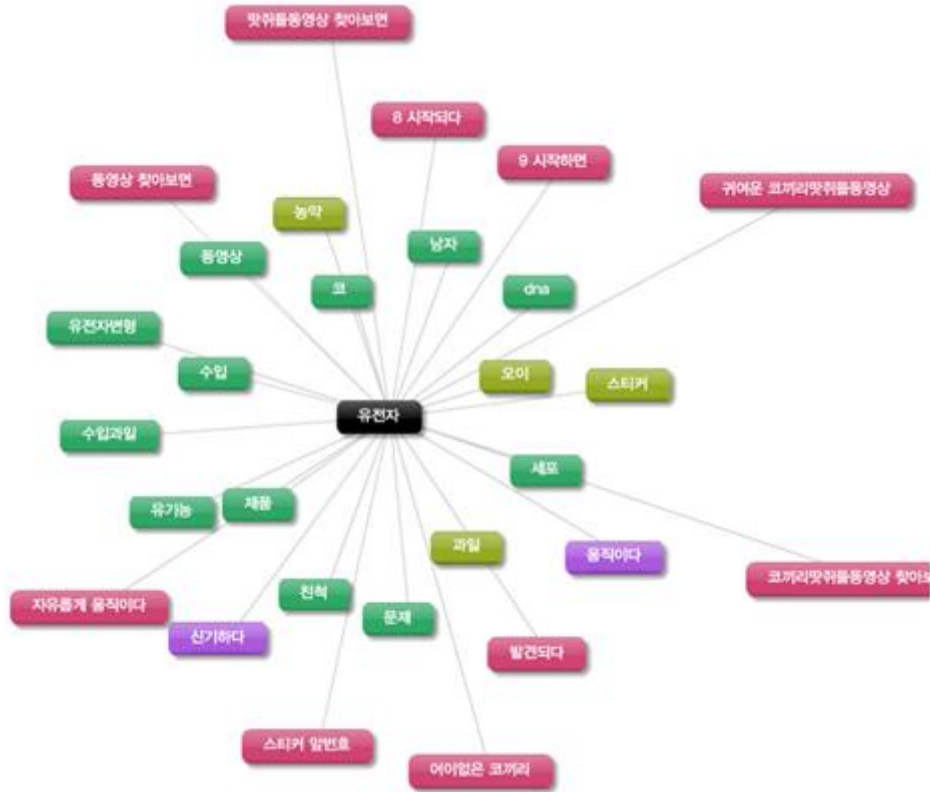 땃쥐들동영상 찾아보면
8 시작되다
9 시작하면
동영상 찾아보면
귀여운 코끼리땃쥐들동영상
농약
남자
동영상
코
dna
유전자변형
수입
오이
스티커
유전자
수입과일
세포
유기농
제품
과일
움직이다
코끼리땃쥐들동영상 찾아보
친척
자유롭게 움직이다
문제
신기하다
발견되다
스티커 앞번호
어이없은 코끼리